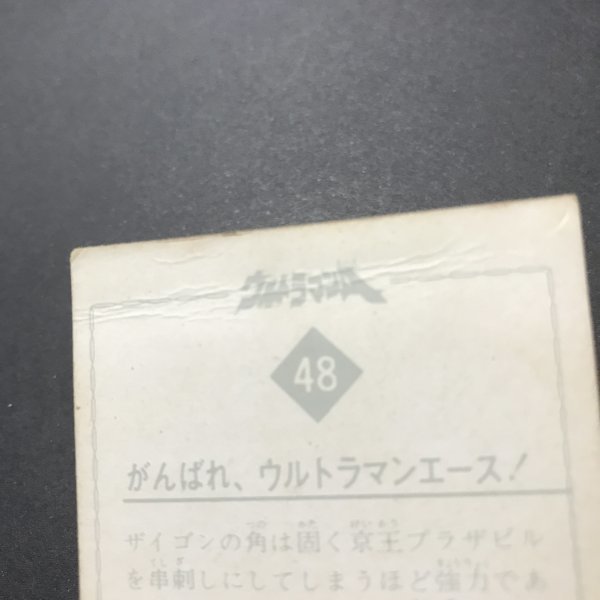 ウルトラマンA
48
がんばれ、ウルトラマンエース!
ザイゴンの角は固く京王プラザビル
を串刺しにしてしまうほど強力であ